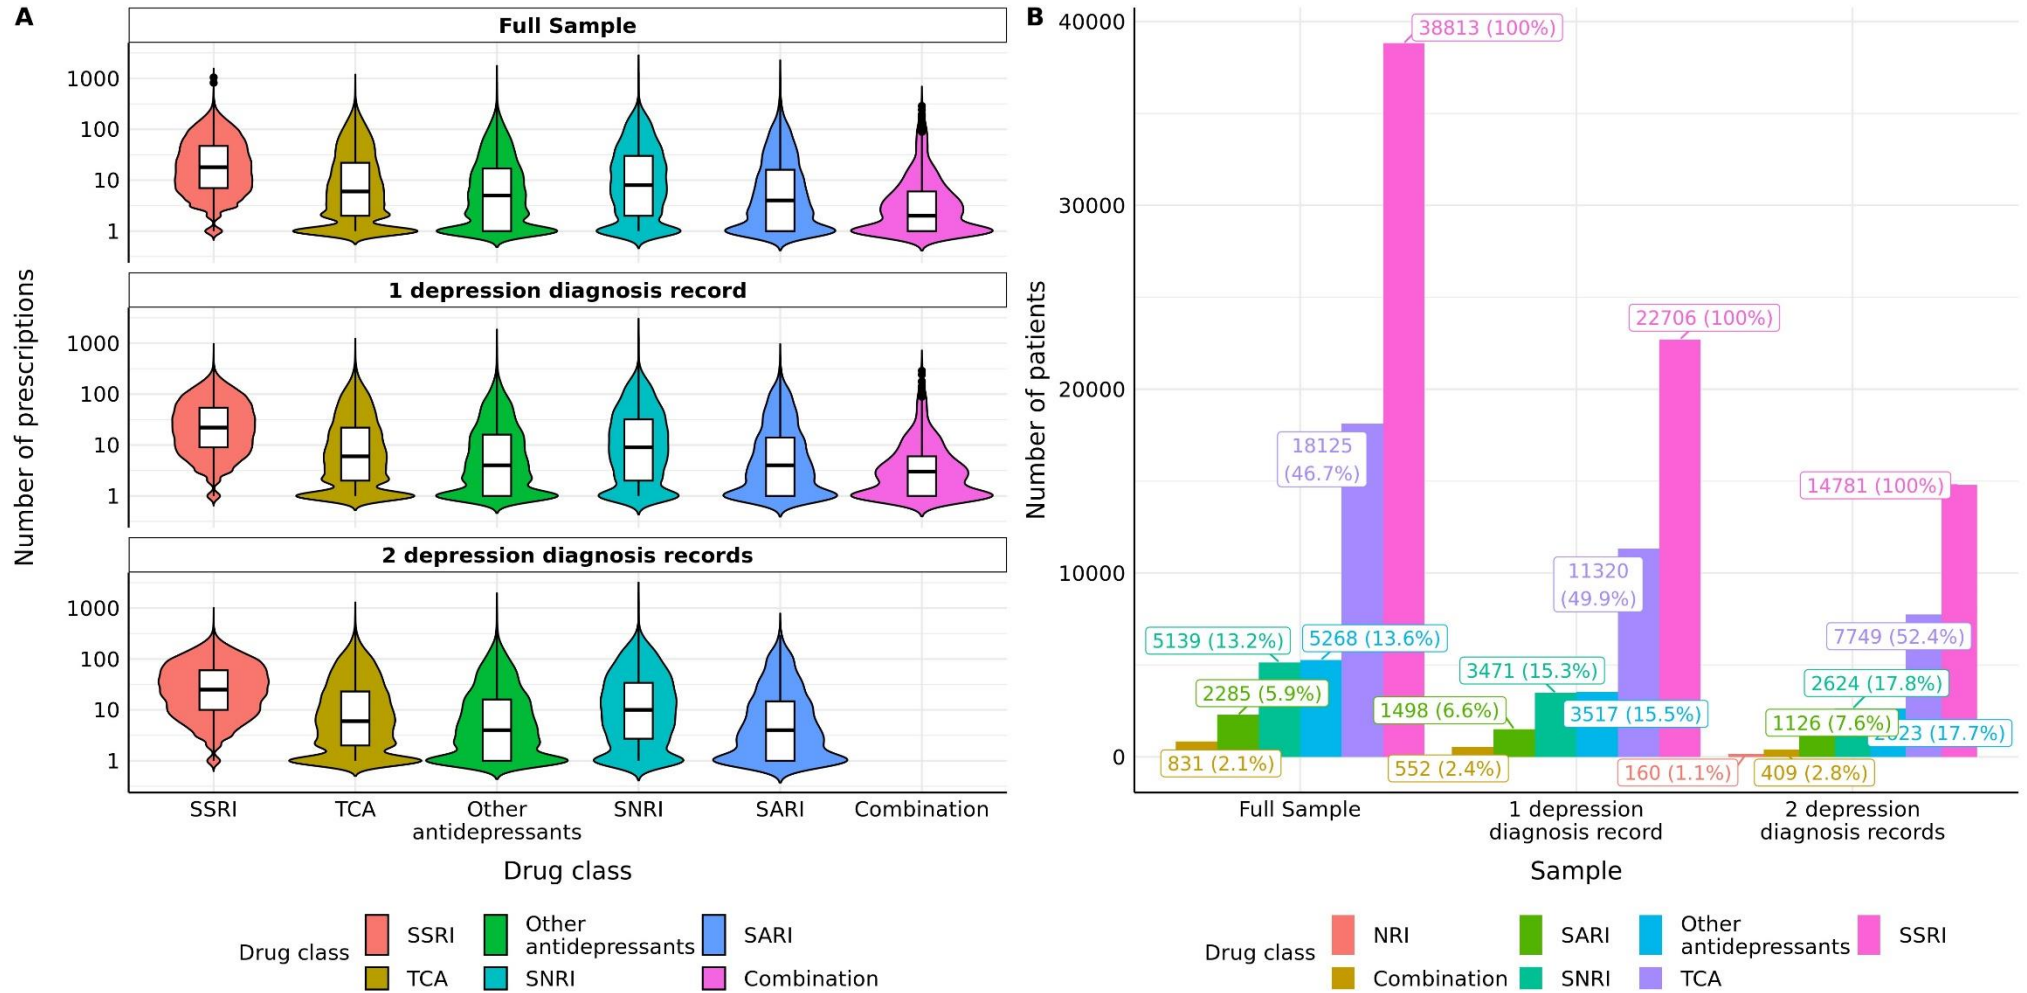 A
Full Sample
1000
100
10
1
1 depression diagnosis record
1000
100
10
1
2 depression diagnosis records
1000
100
10
1
Number of prescriptions
SSRI
TCA
Other
antidepressants
SNRI
SARI
Combination
Drug class
Drug class
SSRI
TCA
Other
antidepressants
SNRI
SARI
Combination
B
40000
30000
20000
10000
0
Number of patients
38813 (100%)
18125
(46.7%)
5139 (13.2%)
5268 (13.6%)
2285 (5.9%)
831 (2.1%)
22706 (100%)
11320
(49.9%)
3471 (15.3%)
3517 (15.5%)
1498 (6.6%)
552 (2.4%)
14781 (100%)
7749 (52.4%)
2624 (17.8%)
2623 (17.7%)
1126 (7.6%)
160 (1.1%)
409 (2.8%)
Full Sample
1 depression
diagnosis record
2 depression
diagnosis records
Sample
Drug class
NRI
Combination
SARI
SNRI
Other
antidepressants
TCA
SSRI